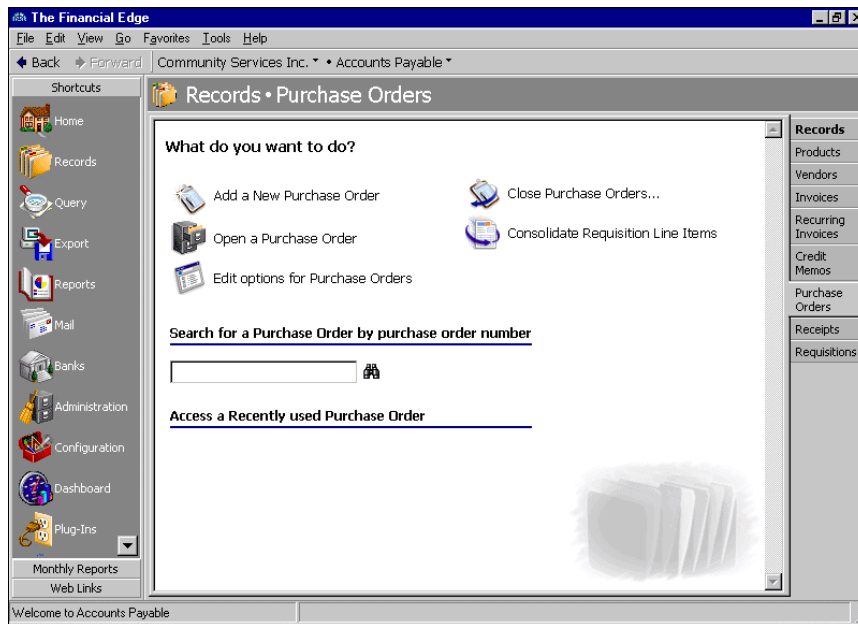 The Financial Edge
File Edit View Go Favorites Tools Help
Back Forward Community Services Inc. • Accounts Payable
Shortcuts
Home
Records
Query
Export
Reports
Mail
Banks
Administration
Configuration
Dashboard
Plug-Ins
Monthly Reports
Web Links
Records • Purchase Orders
What do you want to do?
Add a New Purchase Order
Close Purchase Orders...
Open a Purchase Order
Consolidate Requisition Line Items
Edit options for Purchase Orders
Search for a Purchase Order by purchase order number
Access a Recently used Purchase Order
Records
Products
Vendors
Invoices
Recurring
Invoices
Credit
Memos
Purchase
Orders
Receipts
Requisitions
Welcome to Accounts Payable